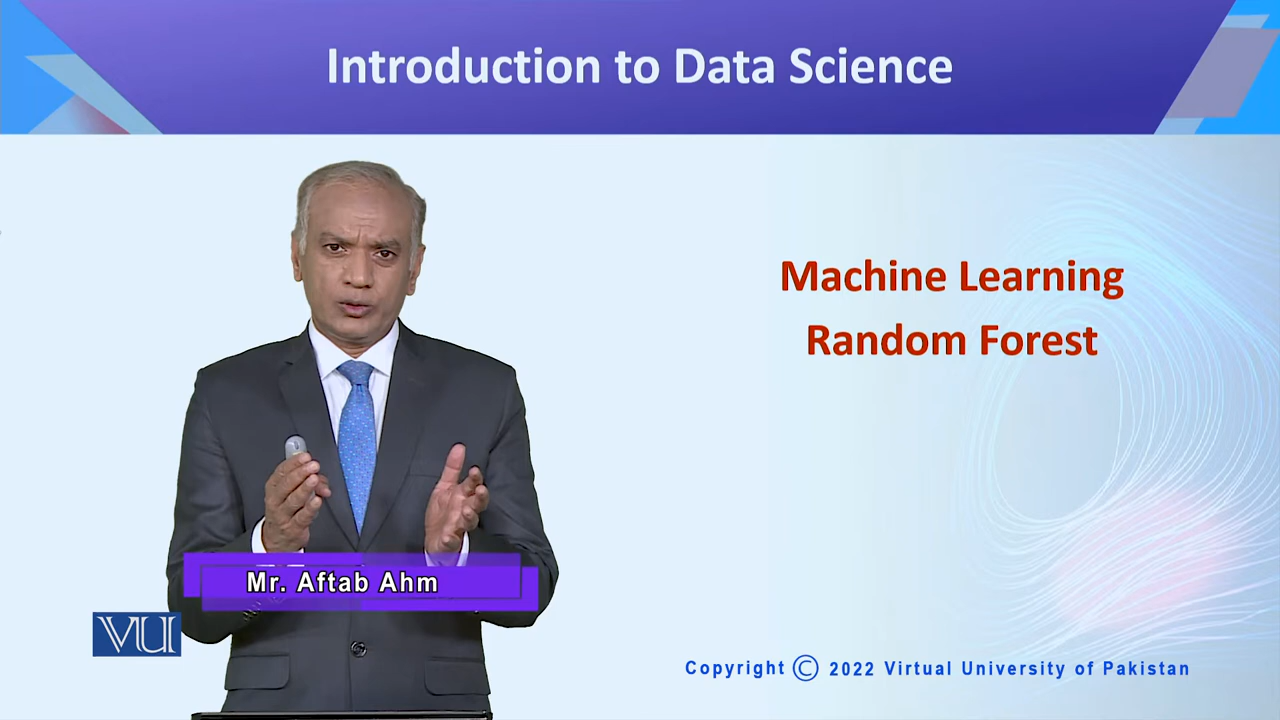 Introduction to Data Science
Machine Learning
Random Forest
Mr. Aftab Ahm
VU
Copyright © 2022 Virtual University of Pakistan